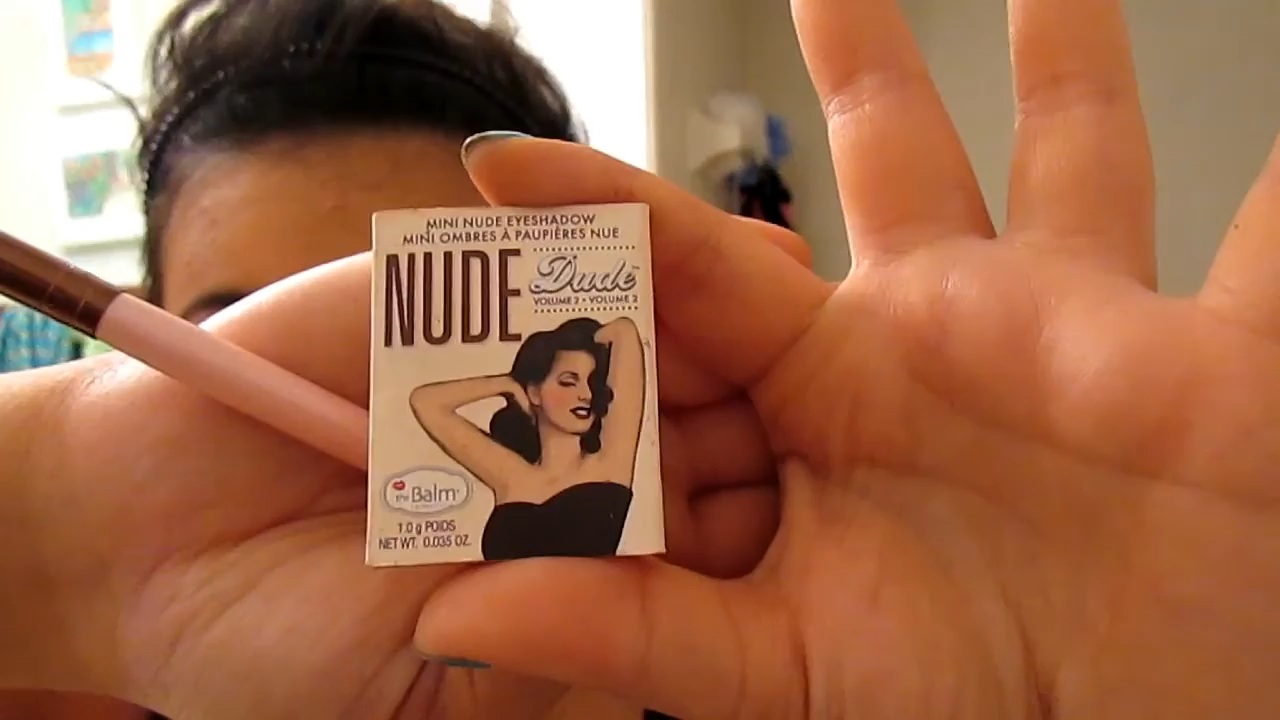 MINI NUDE EYESHADOW
MINI OMBRES À PAUPIÈRES NUE
NUDE Dude™
VOLUME 2 • VOLUME 2
the Balm®
1.0 g POIDS
NET WT. 0.035 OZ.